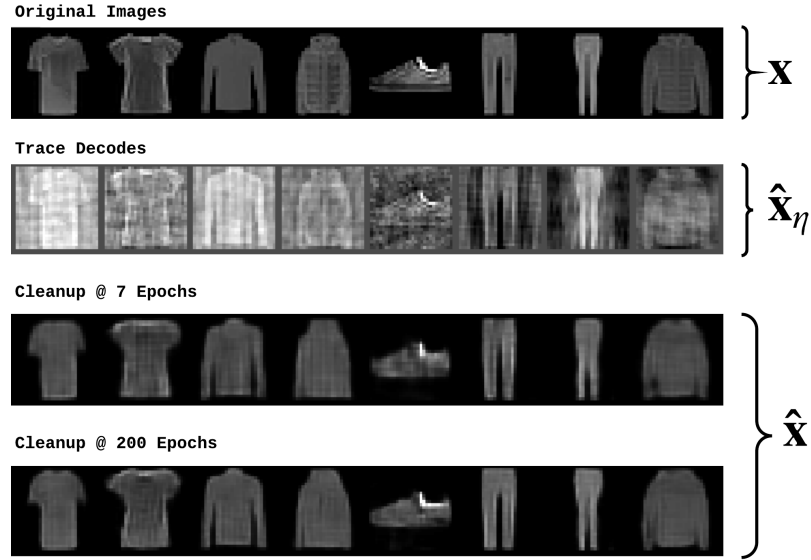 Original Images
x
Trace Decodes
x̂η
Cleanup @ 7 Epochs
x̂
Cleanup @ 200 Epochs